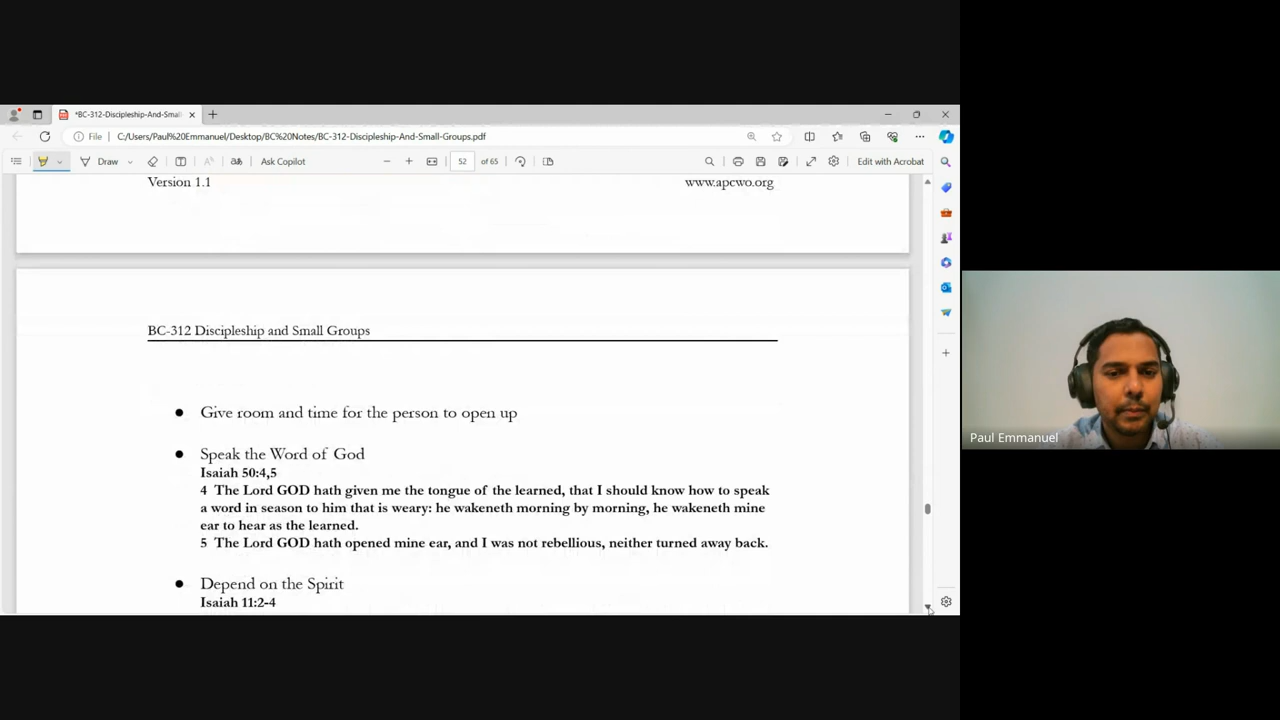 *BC-312-Discipleship-And-Small-
File
C:/Users/Paul%20Emmanuel/Desktop/BC%20Notes/BC-312-Discipleship-And-Small-Groups.pdf
Draw
Ask Copilot
52
of 65
Edit with Acrobat
Version 1.1
www.apcwo.org
BC-312 Discipleship and Small Groups
● Give room and time for the person to open up
● Speak the Word of God
Isaiah 50:4,5
4 The Lord GOD hath given me the tongue of the learned, that I should know how to speak
a word in season to him that is weary: he wakeneth morning by morning, he wakeneth mine
ear to hear as the learned.
5 The Lord GOD hath opened mine ear, and I was not rebellious, neither turned away back.
● Depend on the Spirit
Isaiah 11:2-4
Paul Emmanuel